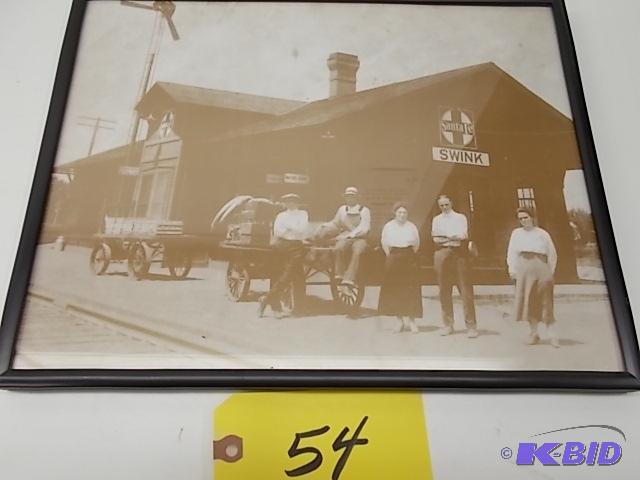 Santa Fe
SWINK
54
© K-BID